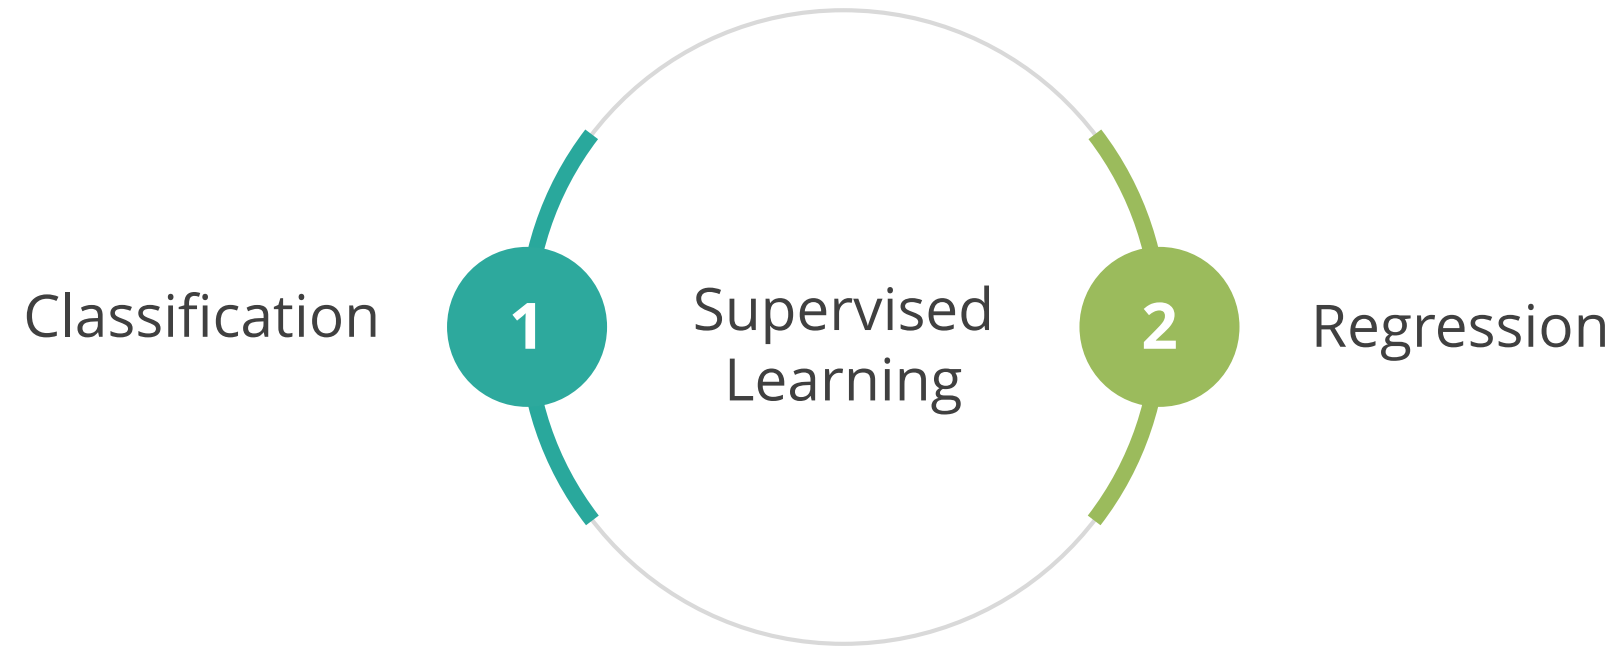 Classification
1
Supervised
Learning
2
Regression